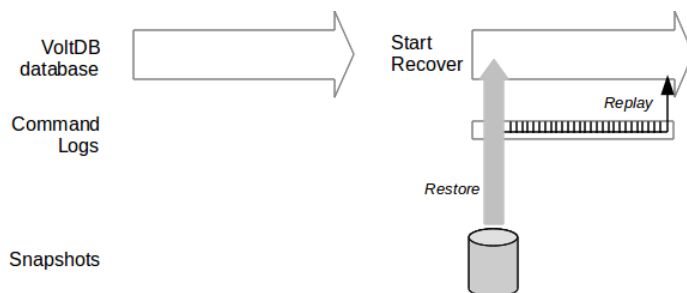 VoltDB
database
Start
Recover
Replay
Command
Logs
Restore
Snapshots